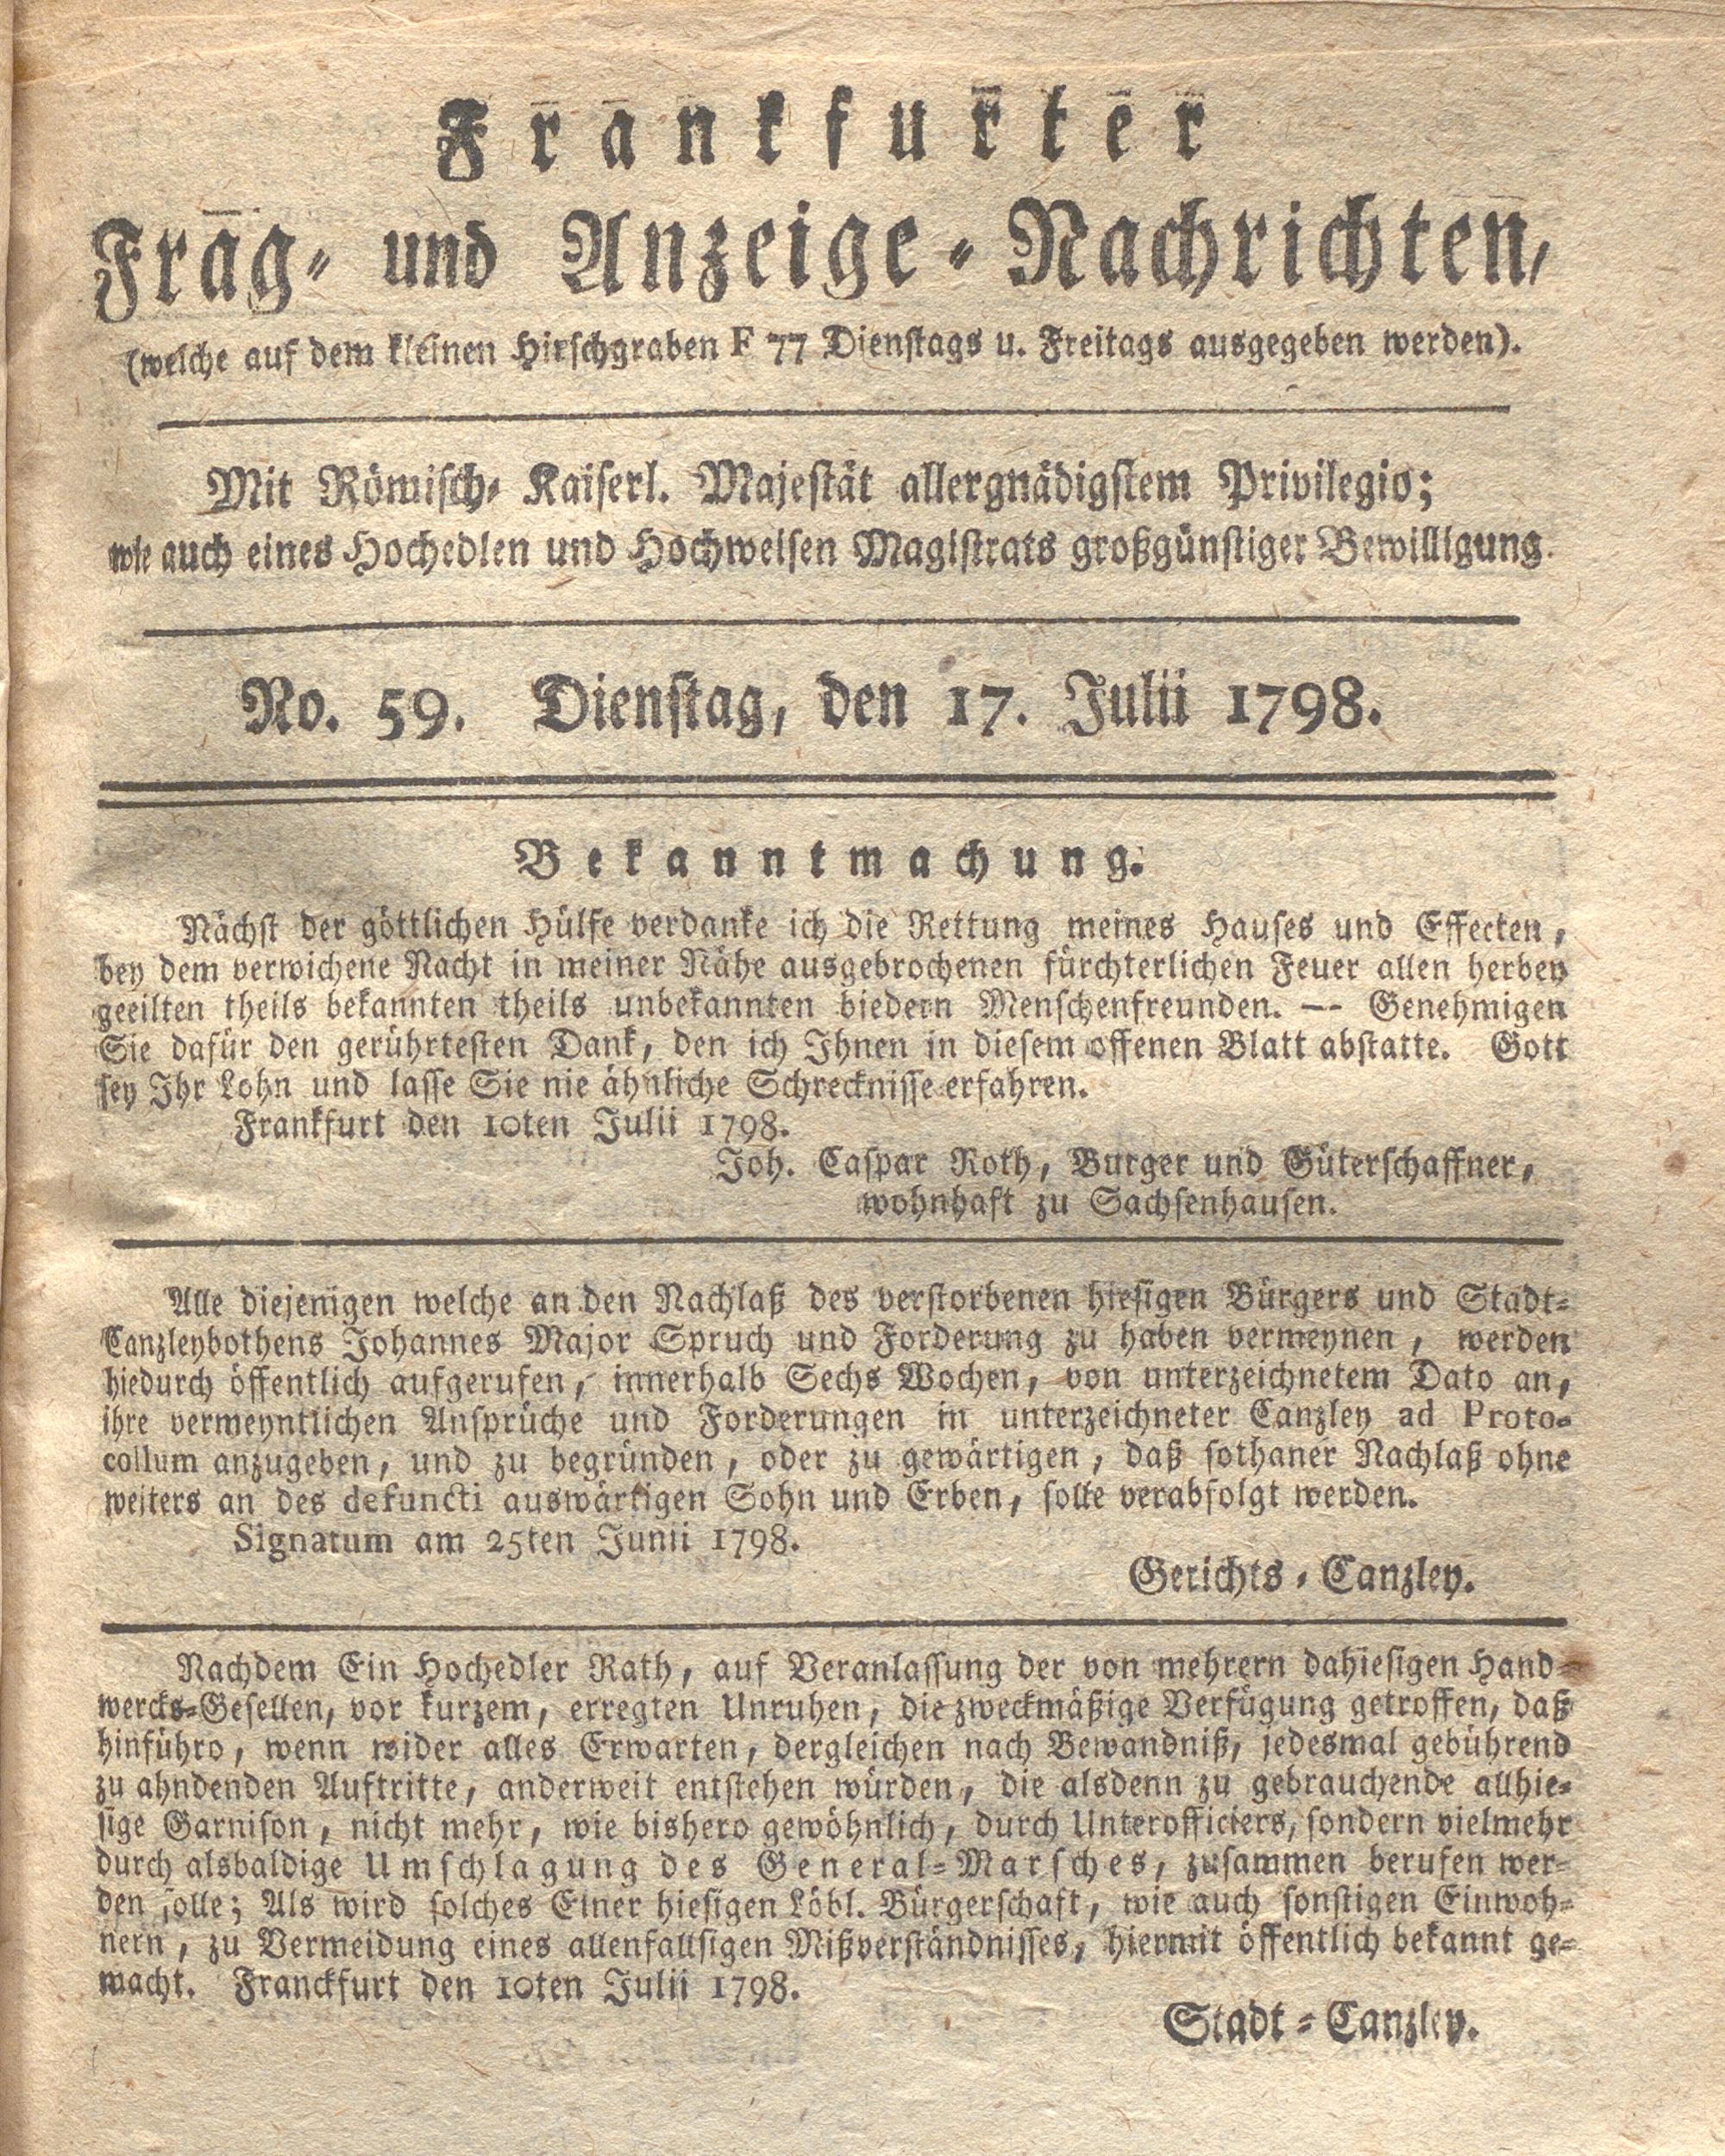 Frankfurter
Frag- und Anzeige-Nachrichten,
(welche auf dem kleinen Hirschgraben F 77 Dienstags u. Freitags ausgegeben werden).
Mit Römisch- Kaiserl. Majestät allergnädigstem Privilegio;
wie auch eines Hochedlen und Hochweisen Magistrats großgünstiger Bewilligung.
No. 59. Dienstag, den 17. Julii 1798.
Bekanntmachung.
Nächst der göttlichen Hülfe verdanke ich die Rettung meines Hauses und Effecten,
bey dem verwichene Nacht in meiner Nähe ausgebrochenen fürchterlichen Feuer allen herbey
geeilten theils bekannten theils unbekannten biedern Menschenfreunden. — Genehmigen
Sie dafür den gerührtesten Dank, den ich Ihnen in diesem offenen Blatt abstatte. Gott
sey Ihr Lohn und lasse Sie nie ähnliche Schrecknisse erfahren.
Frankfurt den 10ten Julii 1798.
Joh. Caspar Roth, Burger und Güterschaffner,
wohnhaft zu Sachsenhausen.
Alle diejenigen welche an den Nachlaß des verstorbenen hiesigen Bürgers und Stadt-
Canzleybothens Johannes Major Spruch und Forderung zu haben vermeynen, werden
hiedurch öffentlich aufgerufen, innerhalb Sechs Wochen, von unterzeichnetem Dato an,
ihre vermeyntlichen Ansprüche und Forderungen in unterzeichneter Canzley ad Proto-
collum anzugeben, und zu begründen, oder zu gewärtigen, daß sothaner Nachlaß ohne
weiters an des defuncti auswärtigen Sohn und Erben, solle verabfolgt werden.
Signatum am 25ten Junii 1798.
Gerichts-Canzley.
Nachdem Ein Hochedler Rath, auf Veranlassung der von mehrern dahiesigen Hand-
wercks-Gesellen, vor kurzem, erregten Unruhen, die zweckmäßige Verfügung getroffen, daß
hinführo, wenn wider alles Erwarten, dergleichen nach Bewandniß, jedesmal gebührend
zu ahndenden Auftritte, anderweit entstehen würden, die alsdenn zu gebrauchende allhie-
sige Garnison, nicht mehr, wie bishero gewöhnlich, durch Unterofficiers, sondern vielmehr
durch alsbaldige Umschlagung des General-Marsches, zusammen berufen wer-
den solle; Als wird solches Einer hiesigen Löbl. Bürgerschaft, wie auch sonstigen Einwoh-
nern, zu Vermeidung eines allenfallsigen Mißverständnisses, hiermit öffentlich bekannt ge-
macht. Franckfurt den 10ten Julii 1798.
Stadt-Canzley.